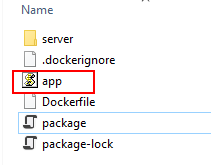 Name
server
.dockerignore
app
Dockerfile
package
package-lock